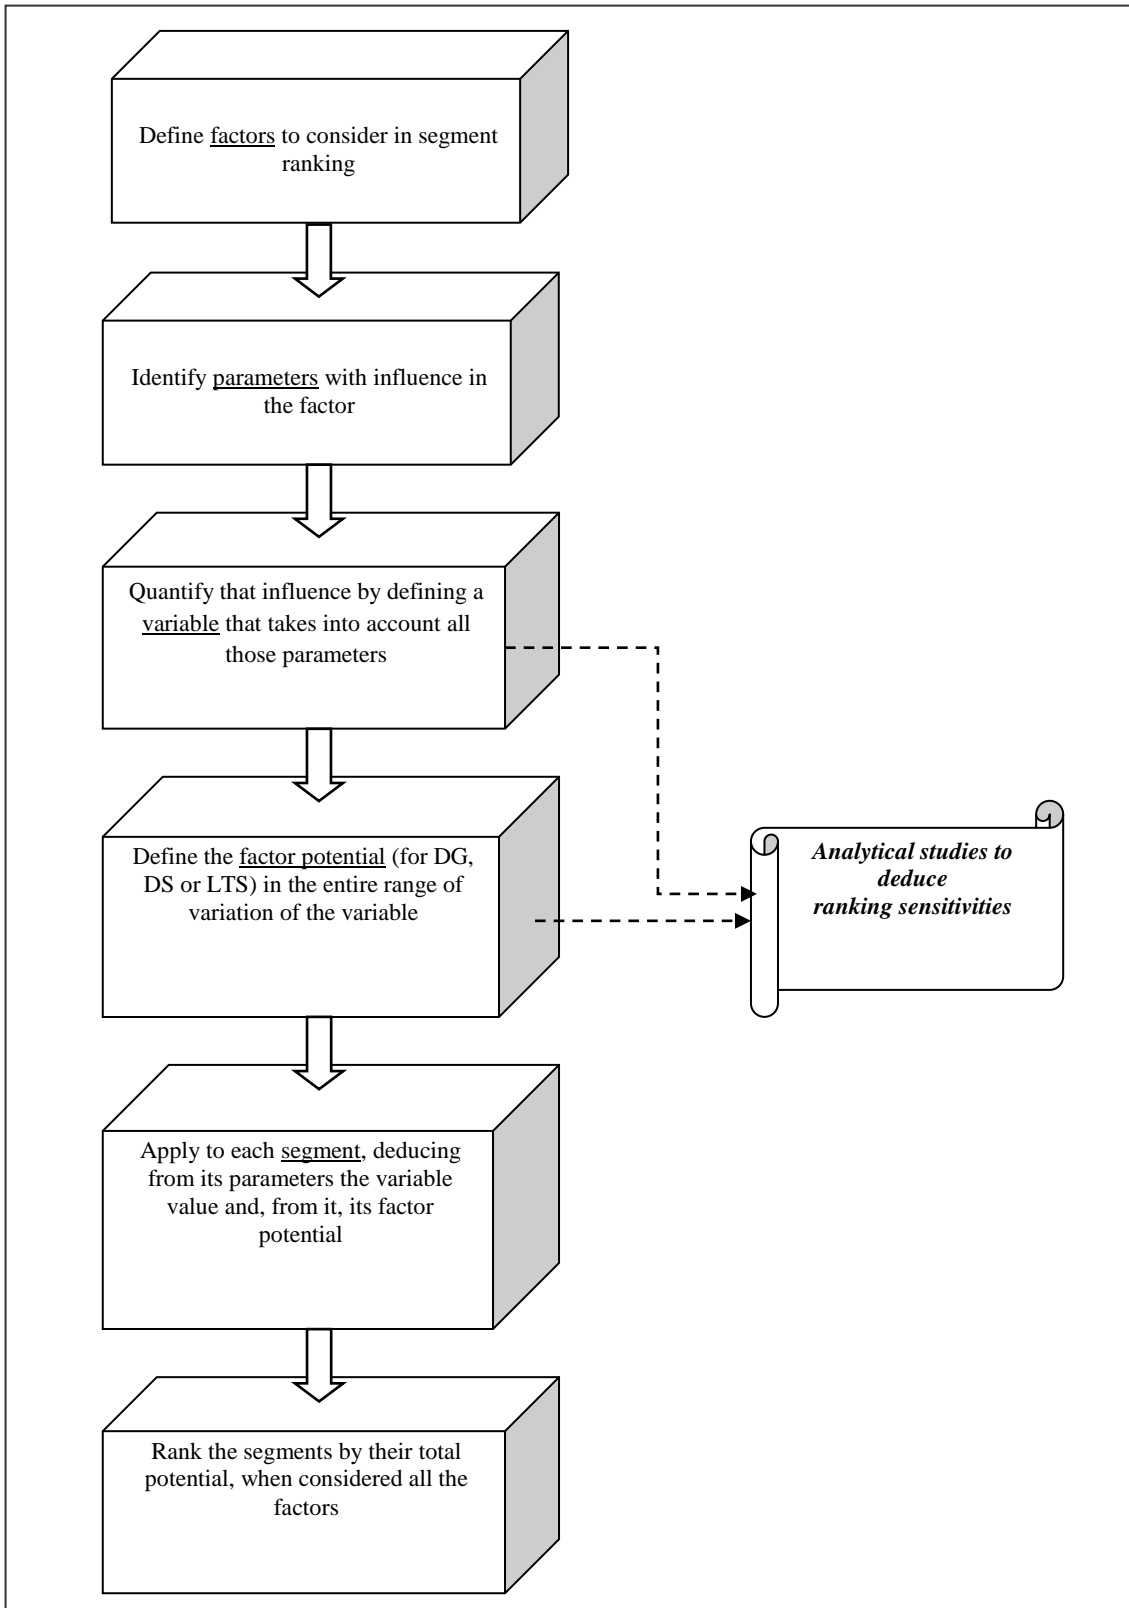 Define factors to consider in segment
ranking
Identify parameters with influence in
the factor
Quantify that influence by defining a
variable that takes into account all
those parameters
Define the factor potential (for DG,
DS or LTS) in the entire range of
variation of the variable
Analytical studies to
deduce
ranking sensitivities
Apply to each segment, deducing
from its parameters the variable
value and, from it, its factor
potential
Rank the segments by their total
potential, when considered all the
factors